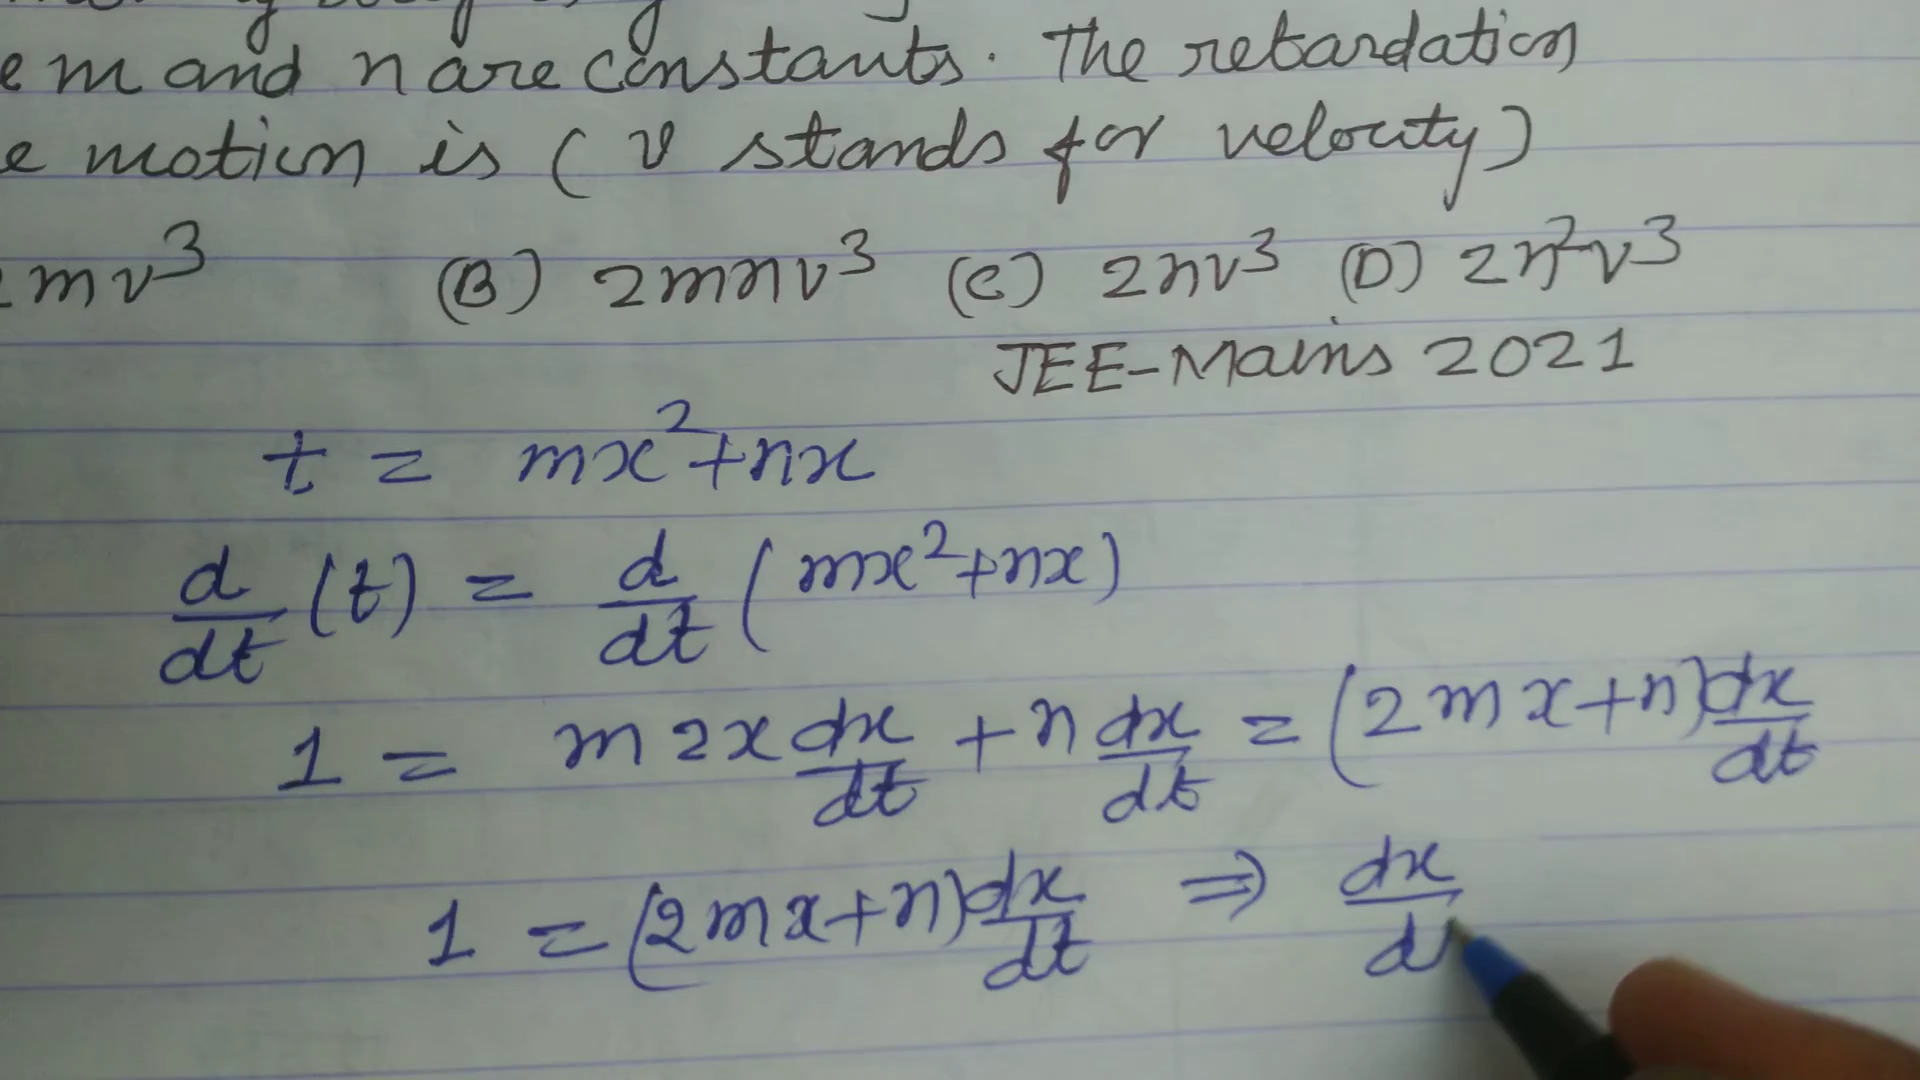 m and n are constants. The retardation
motion is (v stands for velocity)
mv³ (B) 2mnv³ (C) 2nv³ (D) 2n²v³
JEE-Mains 2021
t = mx²+nx
d/dt (t) = d/dt (mx²+nx)
1 = m2x dx/dt + n dx/dt = (2mx+n)dx/dt
1 = (2mx+n)dx/dt ⇒ dx/d